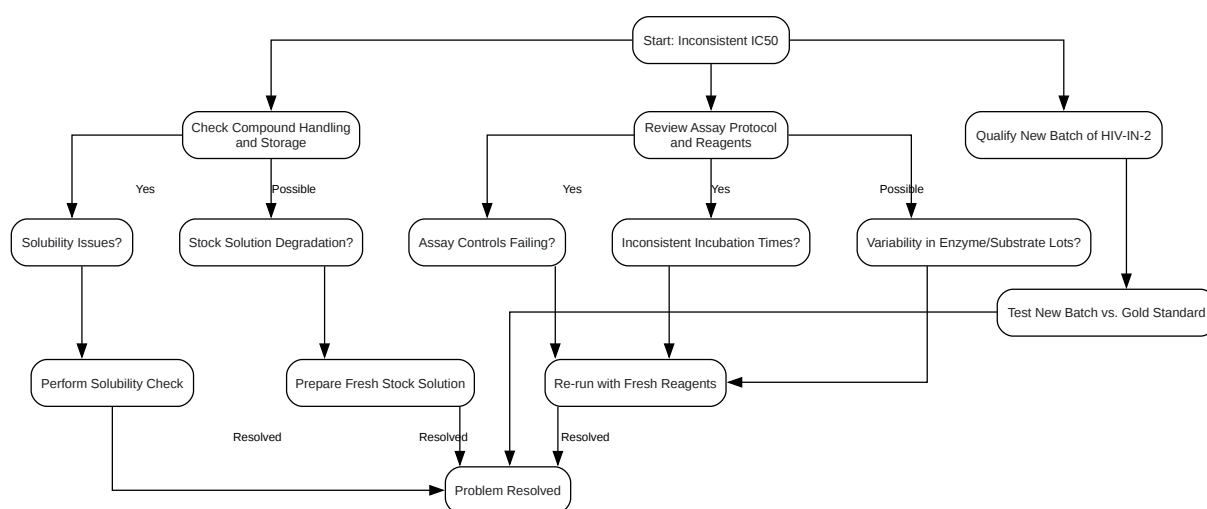 Start: Inconsistent IC50
Check Compound Handling
and Storage
Review Assay Protocol
and Reagents
Qualify New Batch of HIV-IN-2
Yes
Possible
Yes
Yes
Possible
Solubility Issues?
Stock Solution Degradation?
Assay Controls Failing?
Inconsistent Incubation Times?
Variability in Enzyme/Substrate Lots?
Test New Batch vs. Gold Standard
Perform Solubility Check
Prepare Fresh Stock Solution
Re-run with Fresh Reagents
Resolved
Resolved
Resolved
Problem Resolved